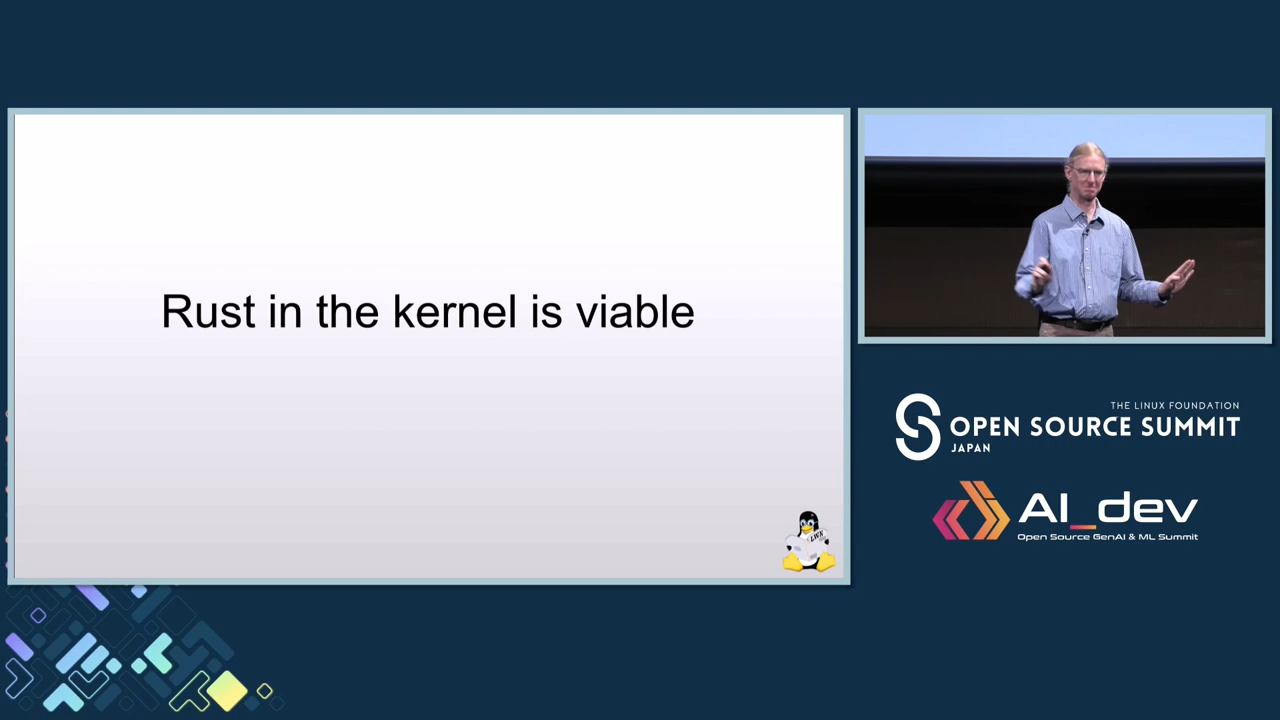 Rust in the kernel is viable
LWN
THE LINUX FOUNDATION
OPEN SOURCE SUMMIT
JAPAN
AI_dev
Open Source GenAI & ML Summit